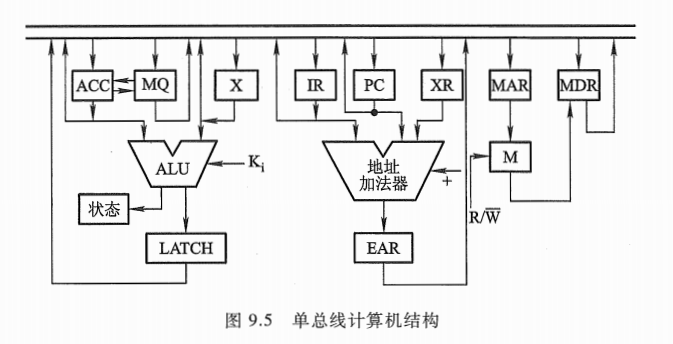 ACC MQ X IR PC XR MAR MDR
ALU Kᵢ 地址 M
加法器 +
状态 R/W̅
LATCH EAR
图 9.5 单总线计算机结构